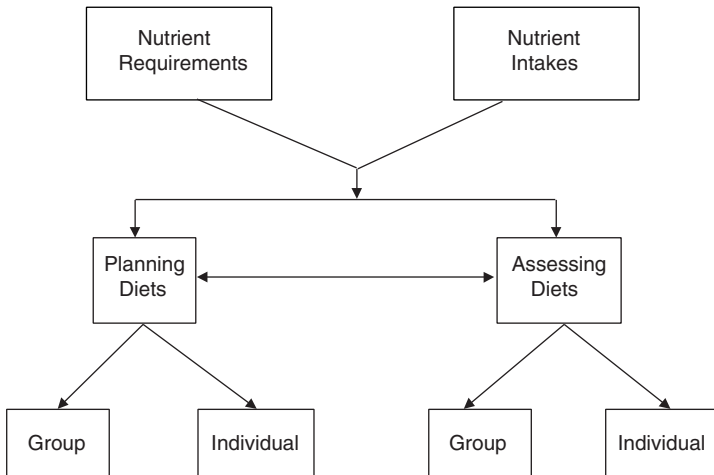 Nutrient
Requirements
Nutrient
Intakes
Planning
Diets
Assessing
Diets
Group
Individual
Group
Individual